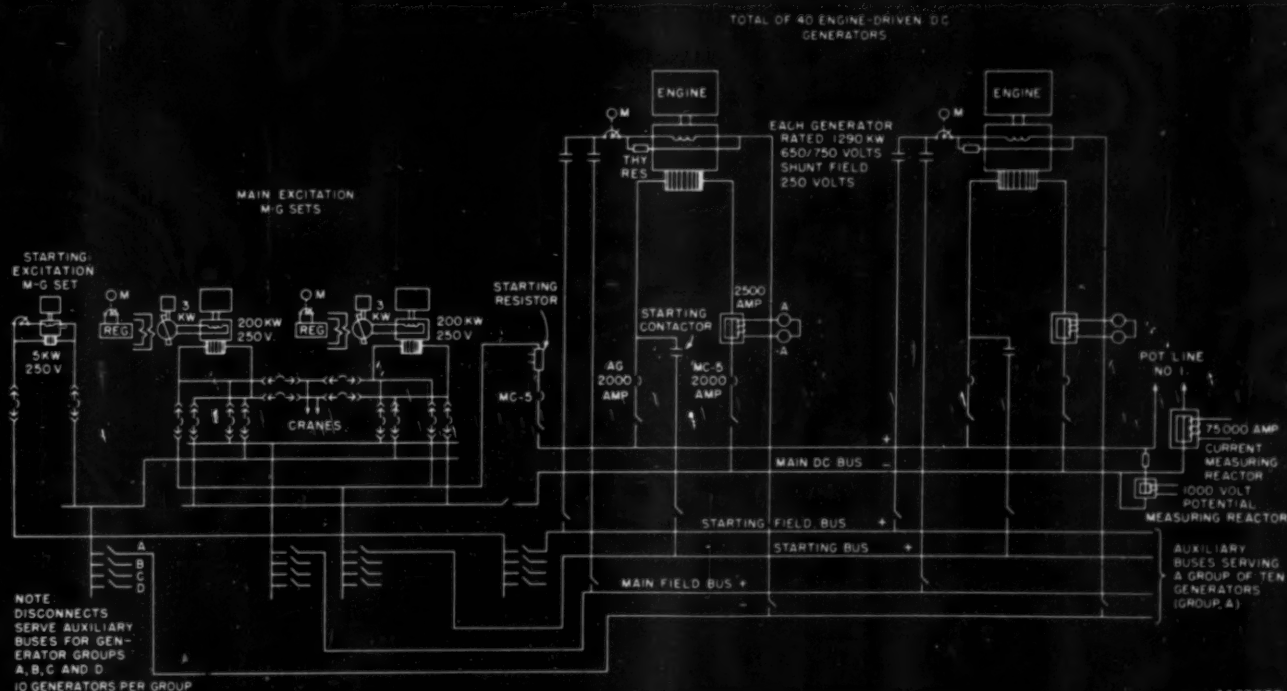 TOTAL OF 40 ENGINE-DRIVEN DC
GENERATORS
ENGINE
ENGINE
M
M
EACH GENERATOR
RATED 1290 KW
650/750 VOLTS
SHUNT FIELD
250 VOLTS
THY
RES
MAIN EXCITATION
M-G SETS
STARTING
EXCITATION
M-G SET
M
REG
3
KW
200 KW
250 V.
M
REG
3
KW
200 KW
250 V
5 KW
250 V
STARTING
RESISTOR
MC-5
STARTING
CONTACTOR
2500
AMP
A
-A
AG
2000
AMP
MC-5
2000
AMP
CRANES
POT LINE
NO 1.
75000 AMP
CURRENT
MEASURING
REACTOR
1000 VOLT
POTENTIAL
MEASURING REACTOR
+
MAIN DC BUS -
STARTING FIELD BUS +
STARTING BUS +
MAIN FIELD BUS +
-
AUXILIARY
BUSES SERVING
A GROUP OF TEN
GENERATORS
(GROUP A)
A
B
C
D
NOTE
DISCONNECTS
SERVE AUXILIARY
BUSES FOR GEN-
ERATOR GROUPS
A, B, C AND D
10 GENERATORS PER GROUP